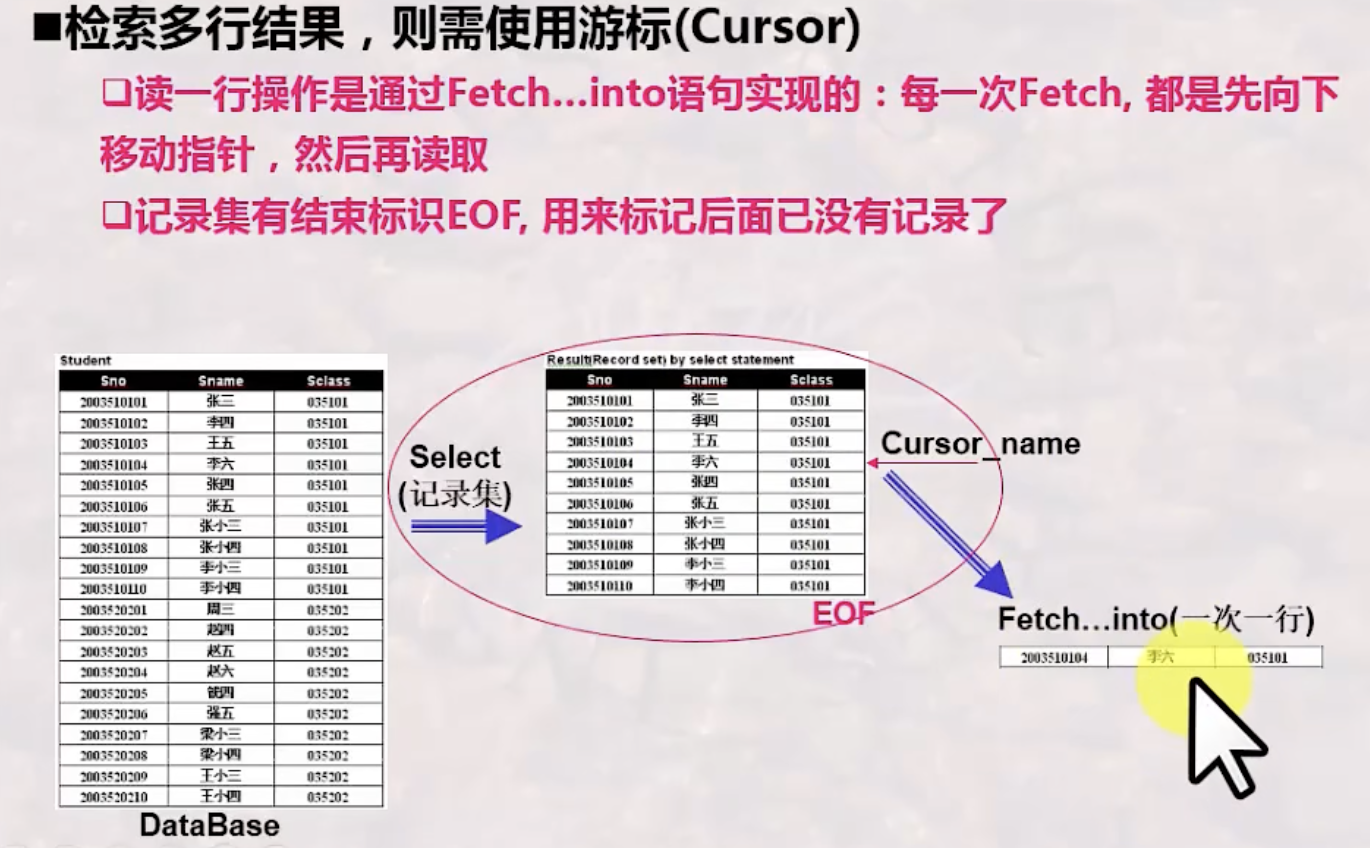 ■检索多行结果，则需使用游标(Cursor)
❑读一行操作是通过Fetch…into语句实现的：每一次Fetch, 都是先向下
移动指针，然后再读取
❑记录集有结束标识EOF, 用来标记后面已没有记录了
Student
Sno Sname Sclass
2003510101 张三 035101
2003510102 李四 035101
2003510103 王五 035101
2003510104 李六 035101
2003510105 张四 035101
2003510106 张五 035101
2003510107 张小三 035101
2003510108 张小四 035101
2003510109 李小三 035101
2003510110 李小四 035101
2003520201 周三 035202
2003520202 赵四 035202
2003520203 赵五 035202
2003520204 赵六 035202
2003520205 钱四 035202
2003520206 强五 035202
2003520207 梁小三 035202
2003520208 梁小四 035202
2003520209 王小三 035202
2003520210 王小四 035202
DataBase
Select
(记录集)
Result(Record set) by select statement
Sno Sname Sclass
2003510101 张三 035101
2003510102 李四 035101
2003510103 王五 035101
2003510104 李六 035101
2003510105 张四 035101
2003510106 张五 035101
2003510107 张小三 035101
2003510108 张小四 035101
2003510109 李小三 035101
2003510110 李小四 035101
EOF
Cursor_name
Fetch…into(一次一行)
2003510104 李六 035101